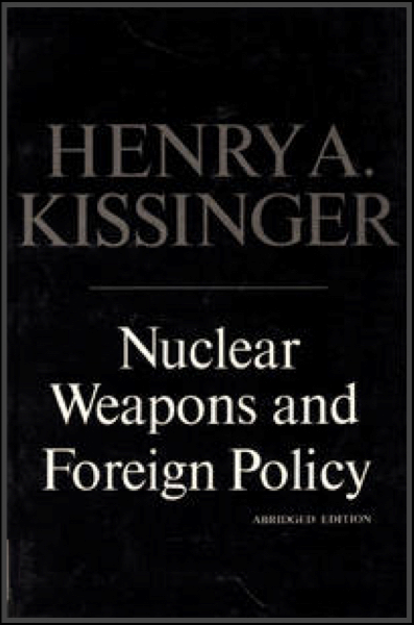 HENRY A.
KISSINGER
Nuclear
Weapons and
Foreign Policy
ABRIDGED EDITION